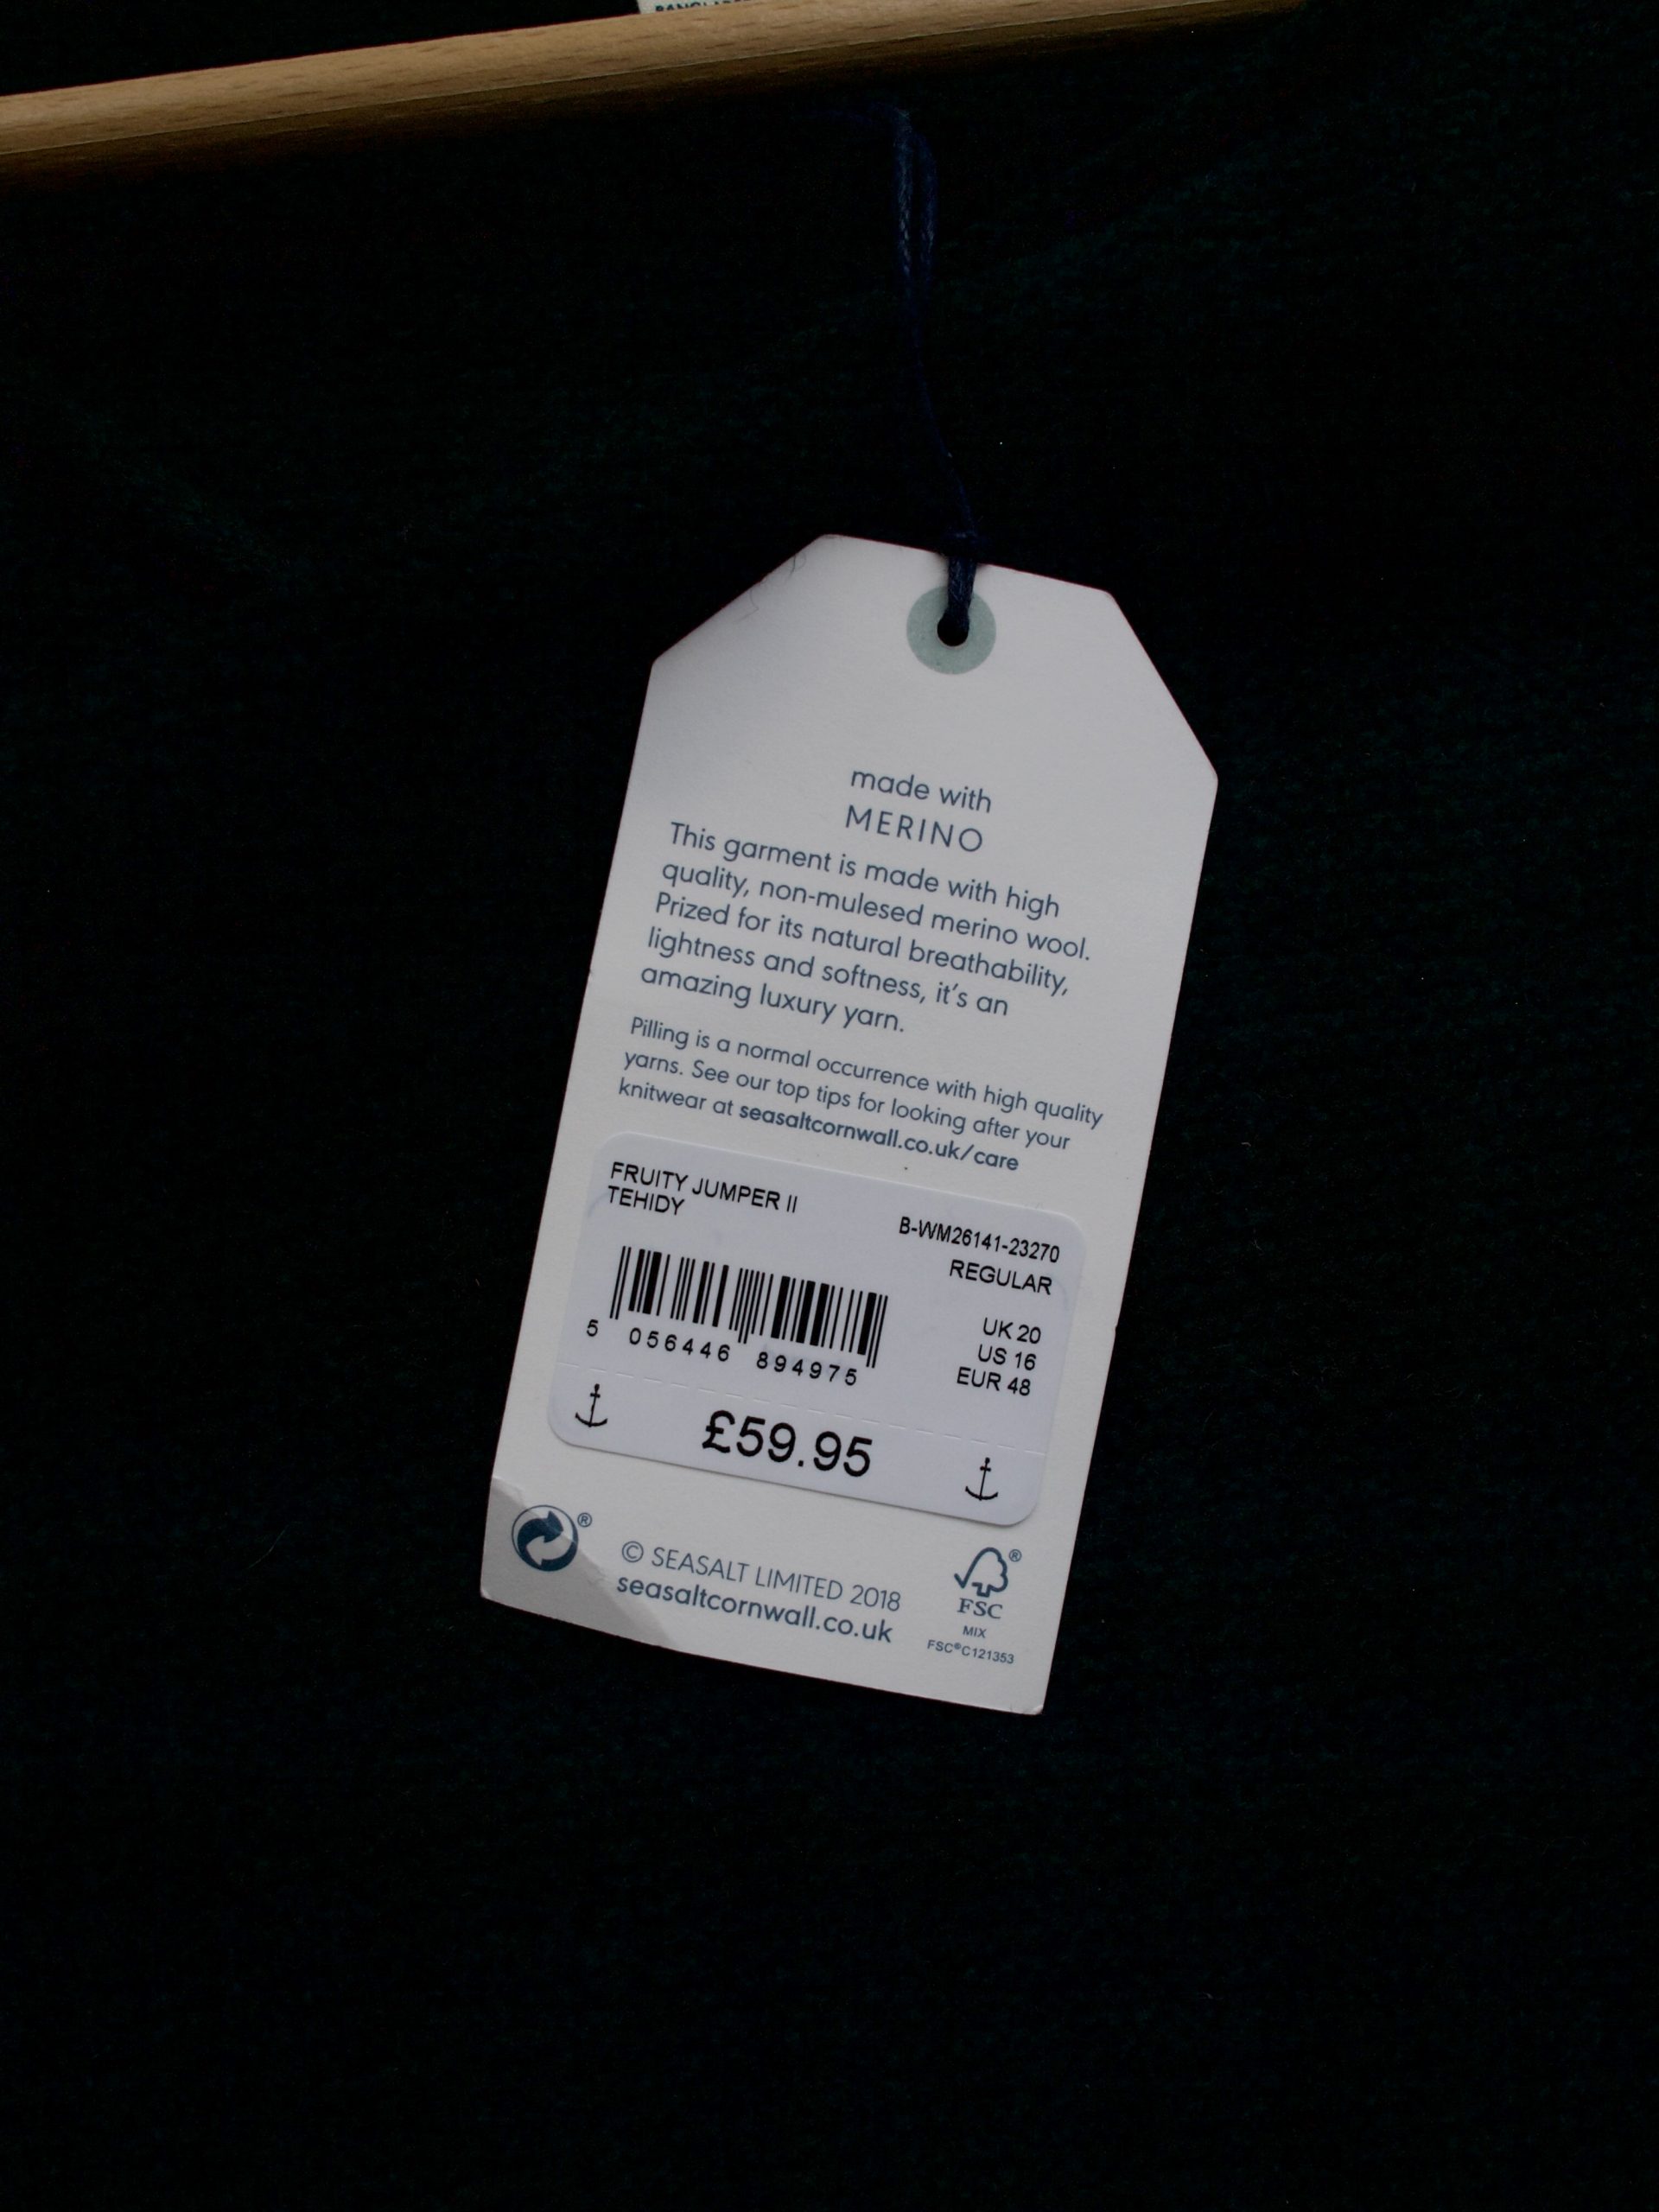 made with
MERINO
This garment is made with high
quality, non-mulesed merino wool.
Prized for its natural breathability,
lightness and softness, it's an
amazing luxury yarn.
Pilling is a normal occurrence with high quality
yarns. See our top tips for looking after your
knitwear at seasaltcornwall.co.uk/care
FRUITY JUMPER II
TEHIDY
B-WM26141-23270
REGULAR
UK 20
US 16
EUR 48
5 056446 894975
£59.95
® © SEASALT LIMITED 2018
seasaltcornwall.co.uk
®
FSC
MIX
FSC®C121353